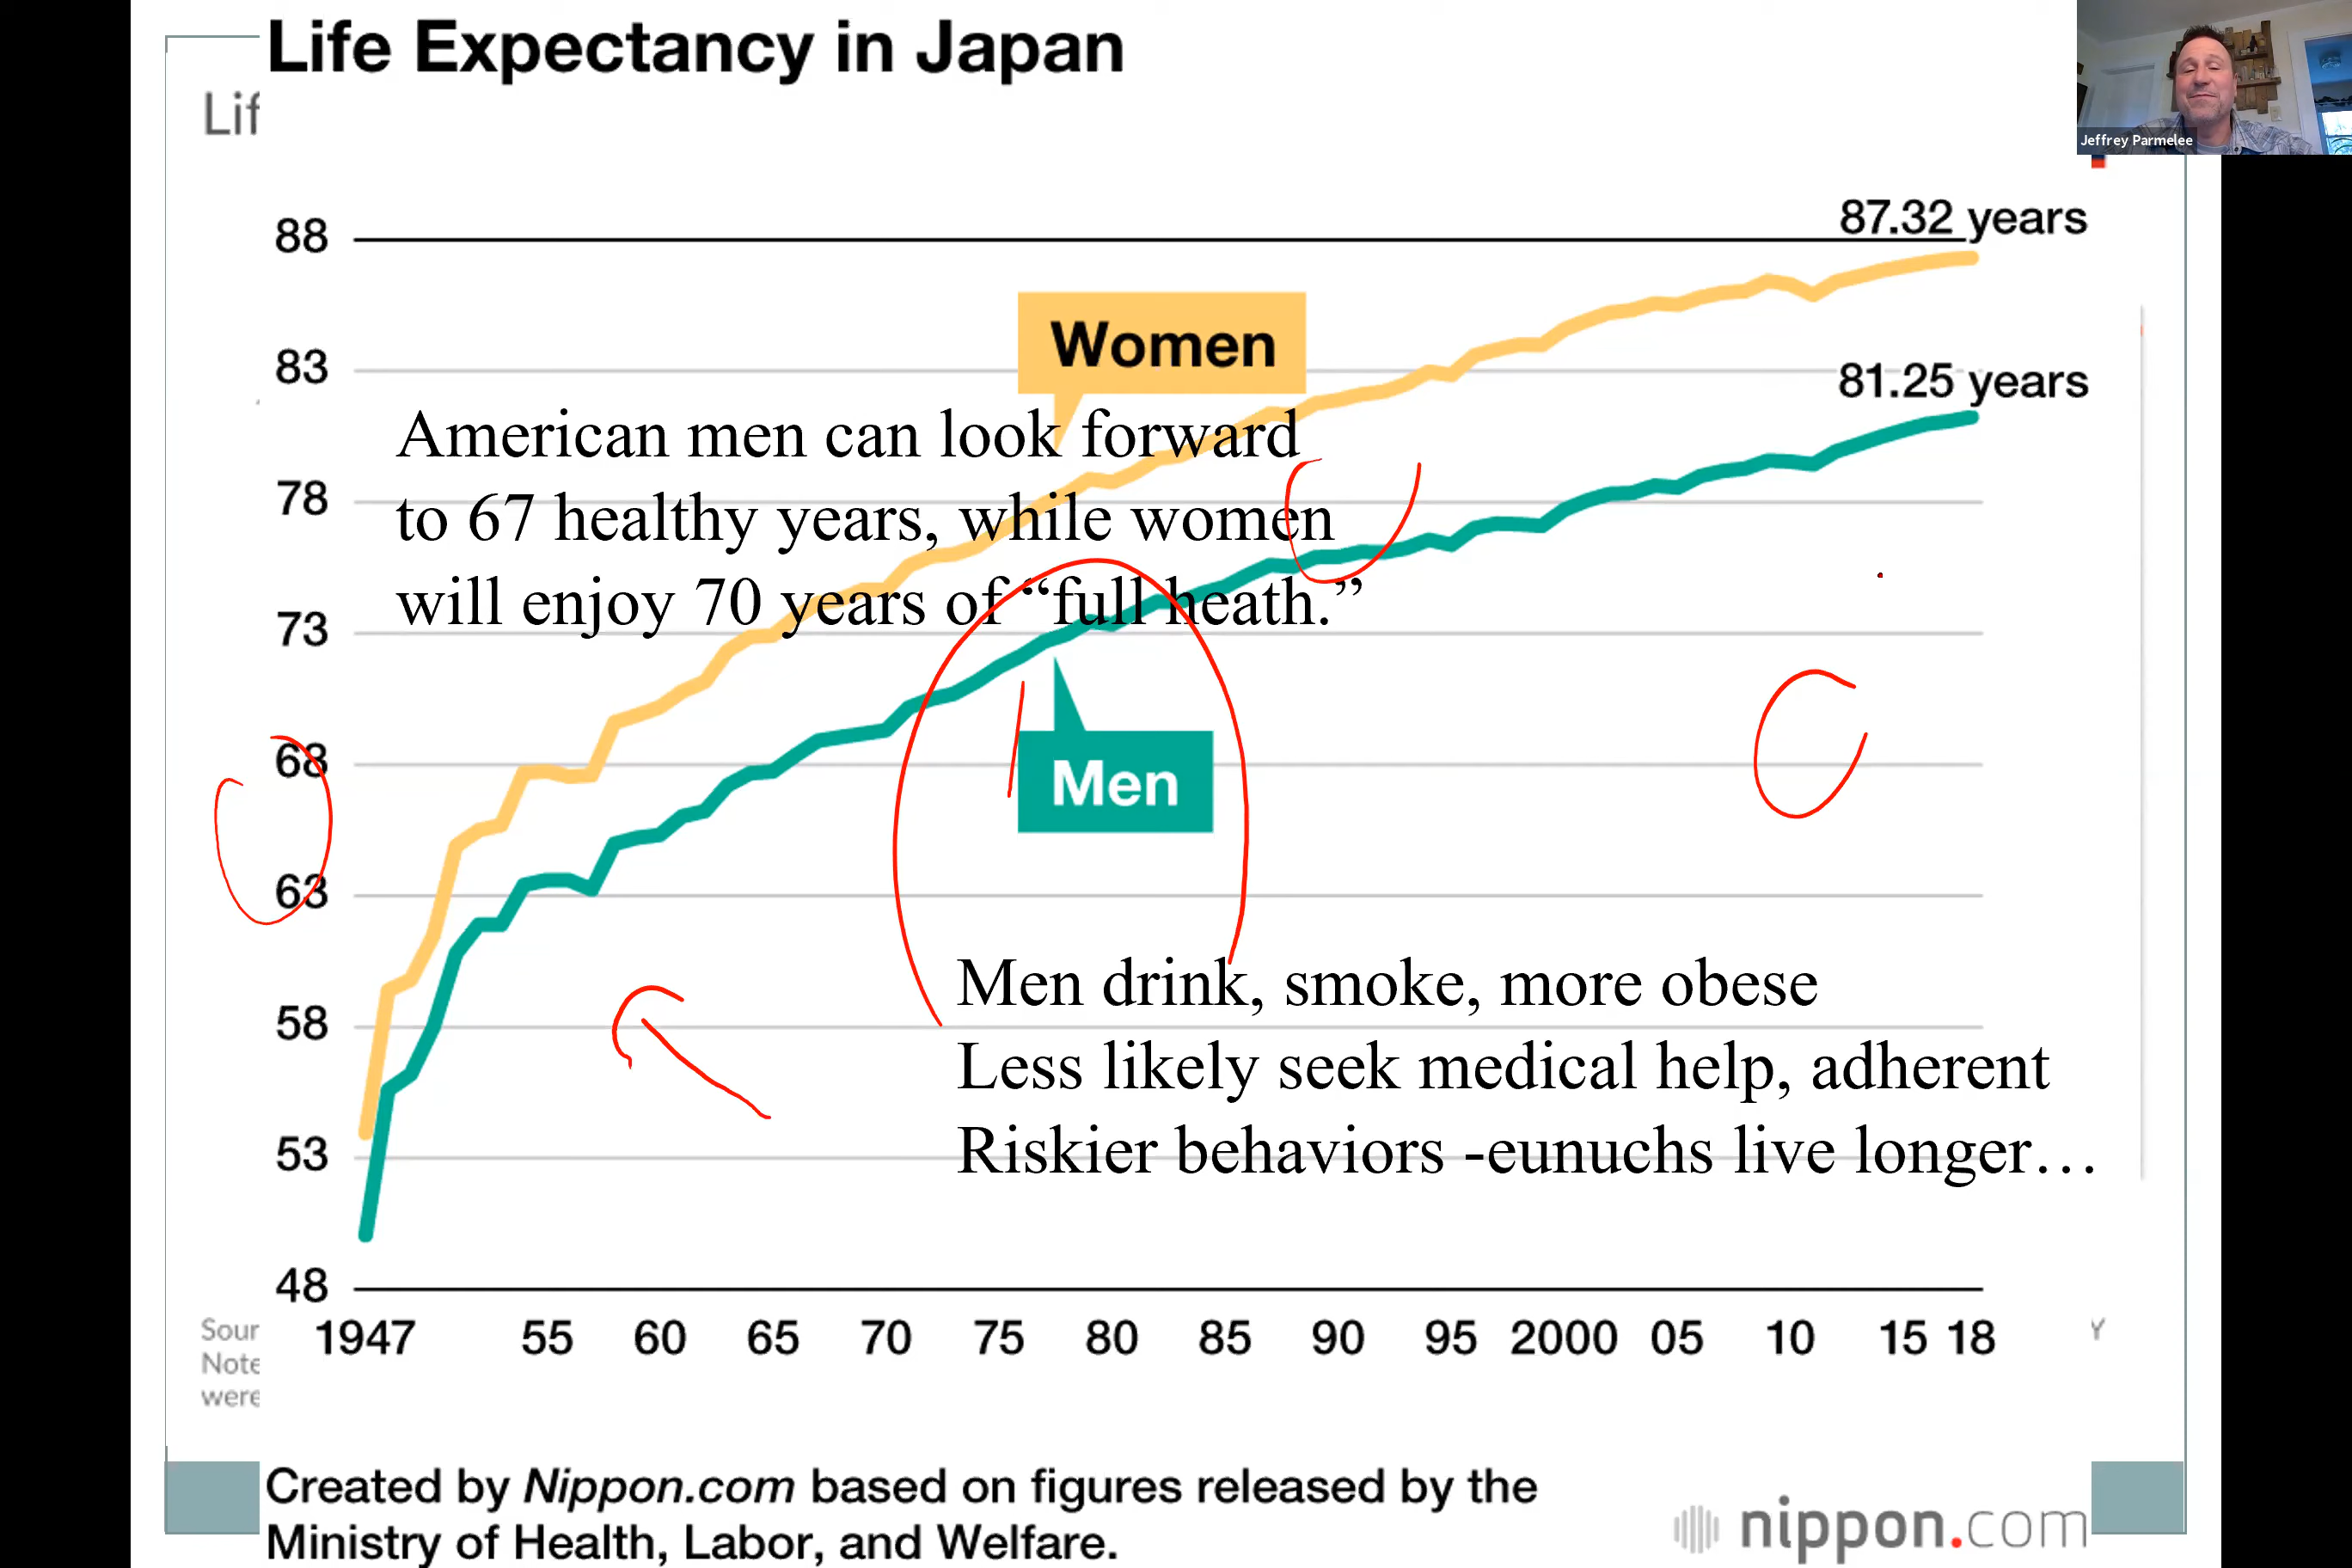 Life Expectancy in Japan
Lif
Jeffrey Parmelee
87.32 years
88
Women
83
81.25 years
American men can look forward
78
to 67 healthy years, while women
will enjoy 70 years of “full heath.”
73
68
Men
63
Men drink, smoke, more obese
58
Less likely seek medical help, adherent
53
Riskier behaviors -eunuchs live longer…
48
1947 55 60 65 70 75 80 85 90 95 2000 05 10 15 18
Sour
Y
Note
were
Created by Nippon.com based on figures released by the
Ministry of Health, Labor, and Welfare.
nippon.com